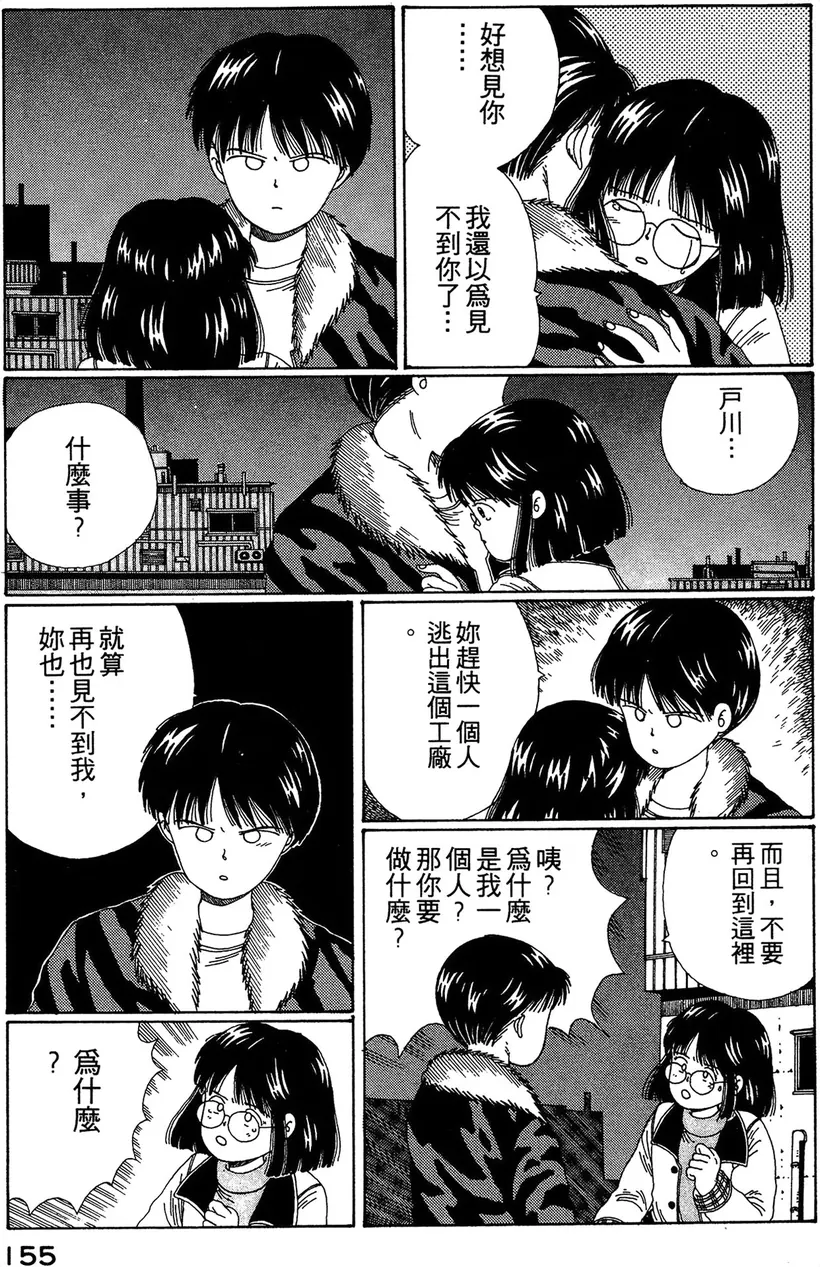 好想見你
……
我還以爲見
不到你了…
戸川…
什麼事?
妳趕快一個人
逃出這個工廠
。
就算
再也見不到我，
妳也……
而且，不要
再回到這裡
。
咦?
爲什麼
是我一
個人?
那你要
做什麼?
爲什麼
?
155